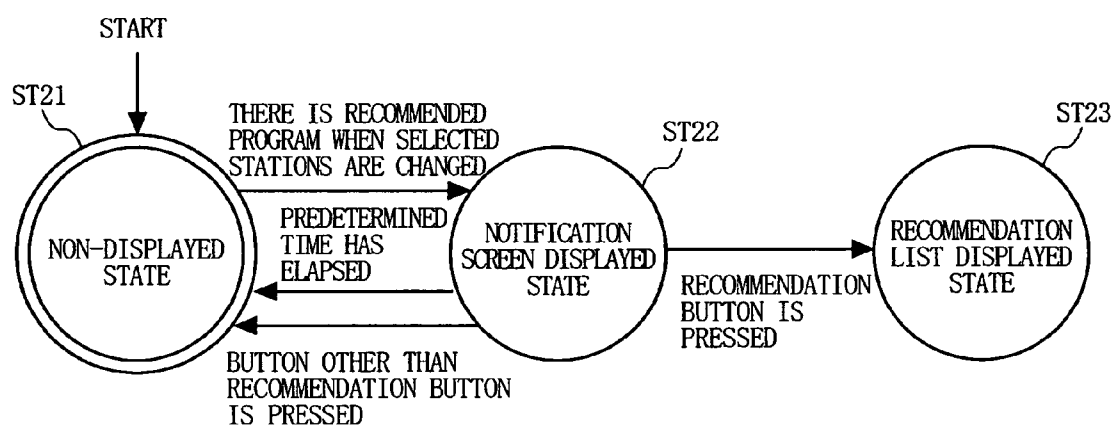 START
ST21
THERE IS RECOMMENDED
PROGRAM WHEN SELECTED
STATIONS ARE CHANGED
ST22
ST23
NON-DISPLAYED
STATE
PREDETERMINED
TIME HAS
ELAPSED
NOTIFICATION
SCREEN DISPLAYED
STATE
RECOMMENDATION
LIST DISPLAYED
STATE
RECOMMENDATION
BUTTON IS
PRESSED
BUTTON OTHER THAN
RECOMMENDATION BUTTON
IS PRESSED